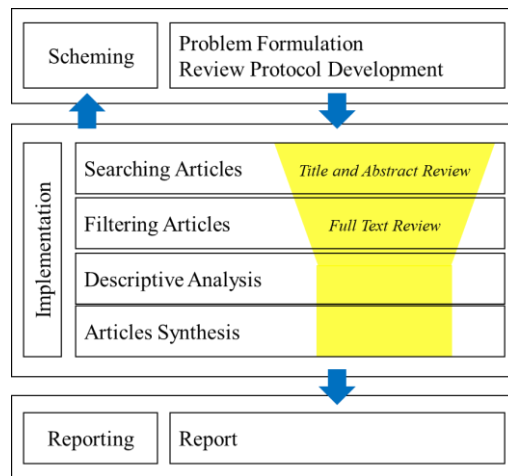 Scheming
Problem Formulation
Review Protocol Development
Implementation
Searching Articles
Title and Abstract Review
Filtering Articles
Full Text Review
Descriptive Analysis
Articles Synthesis
Reporting
Report